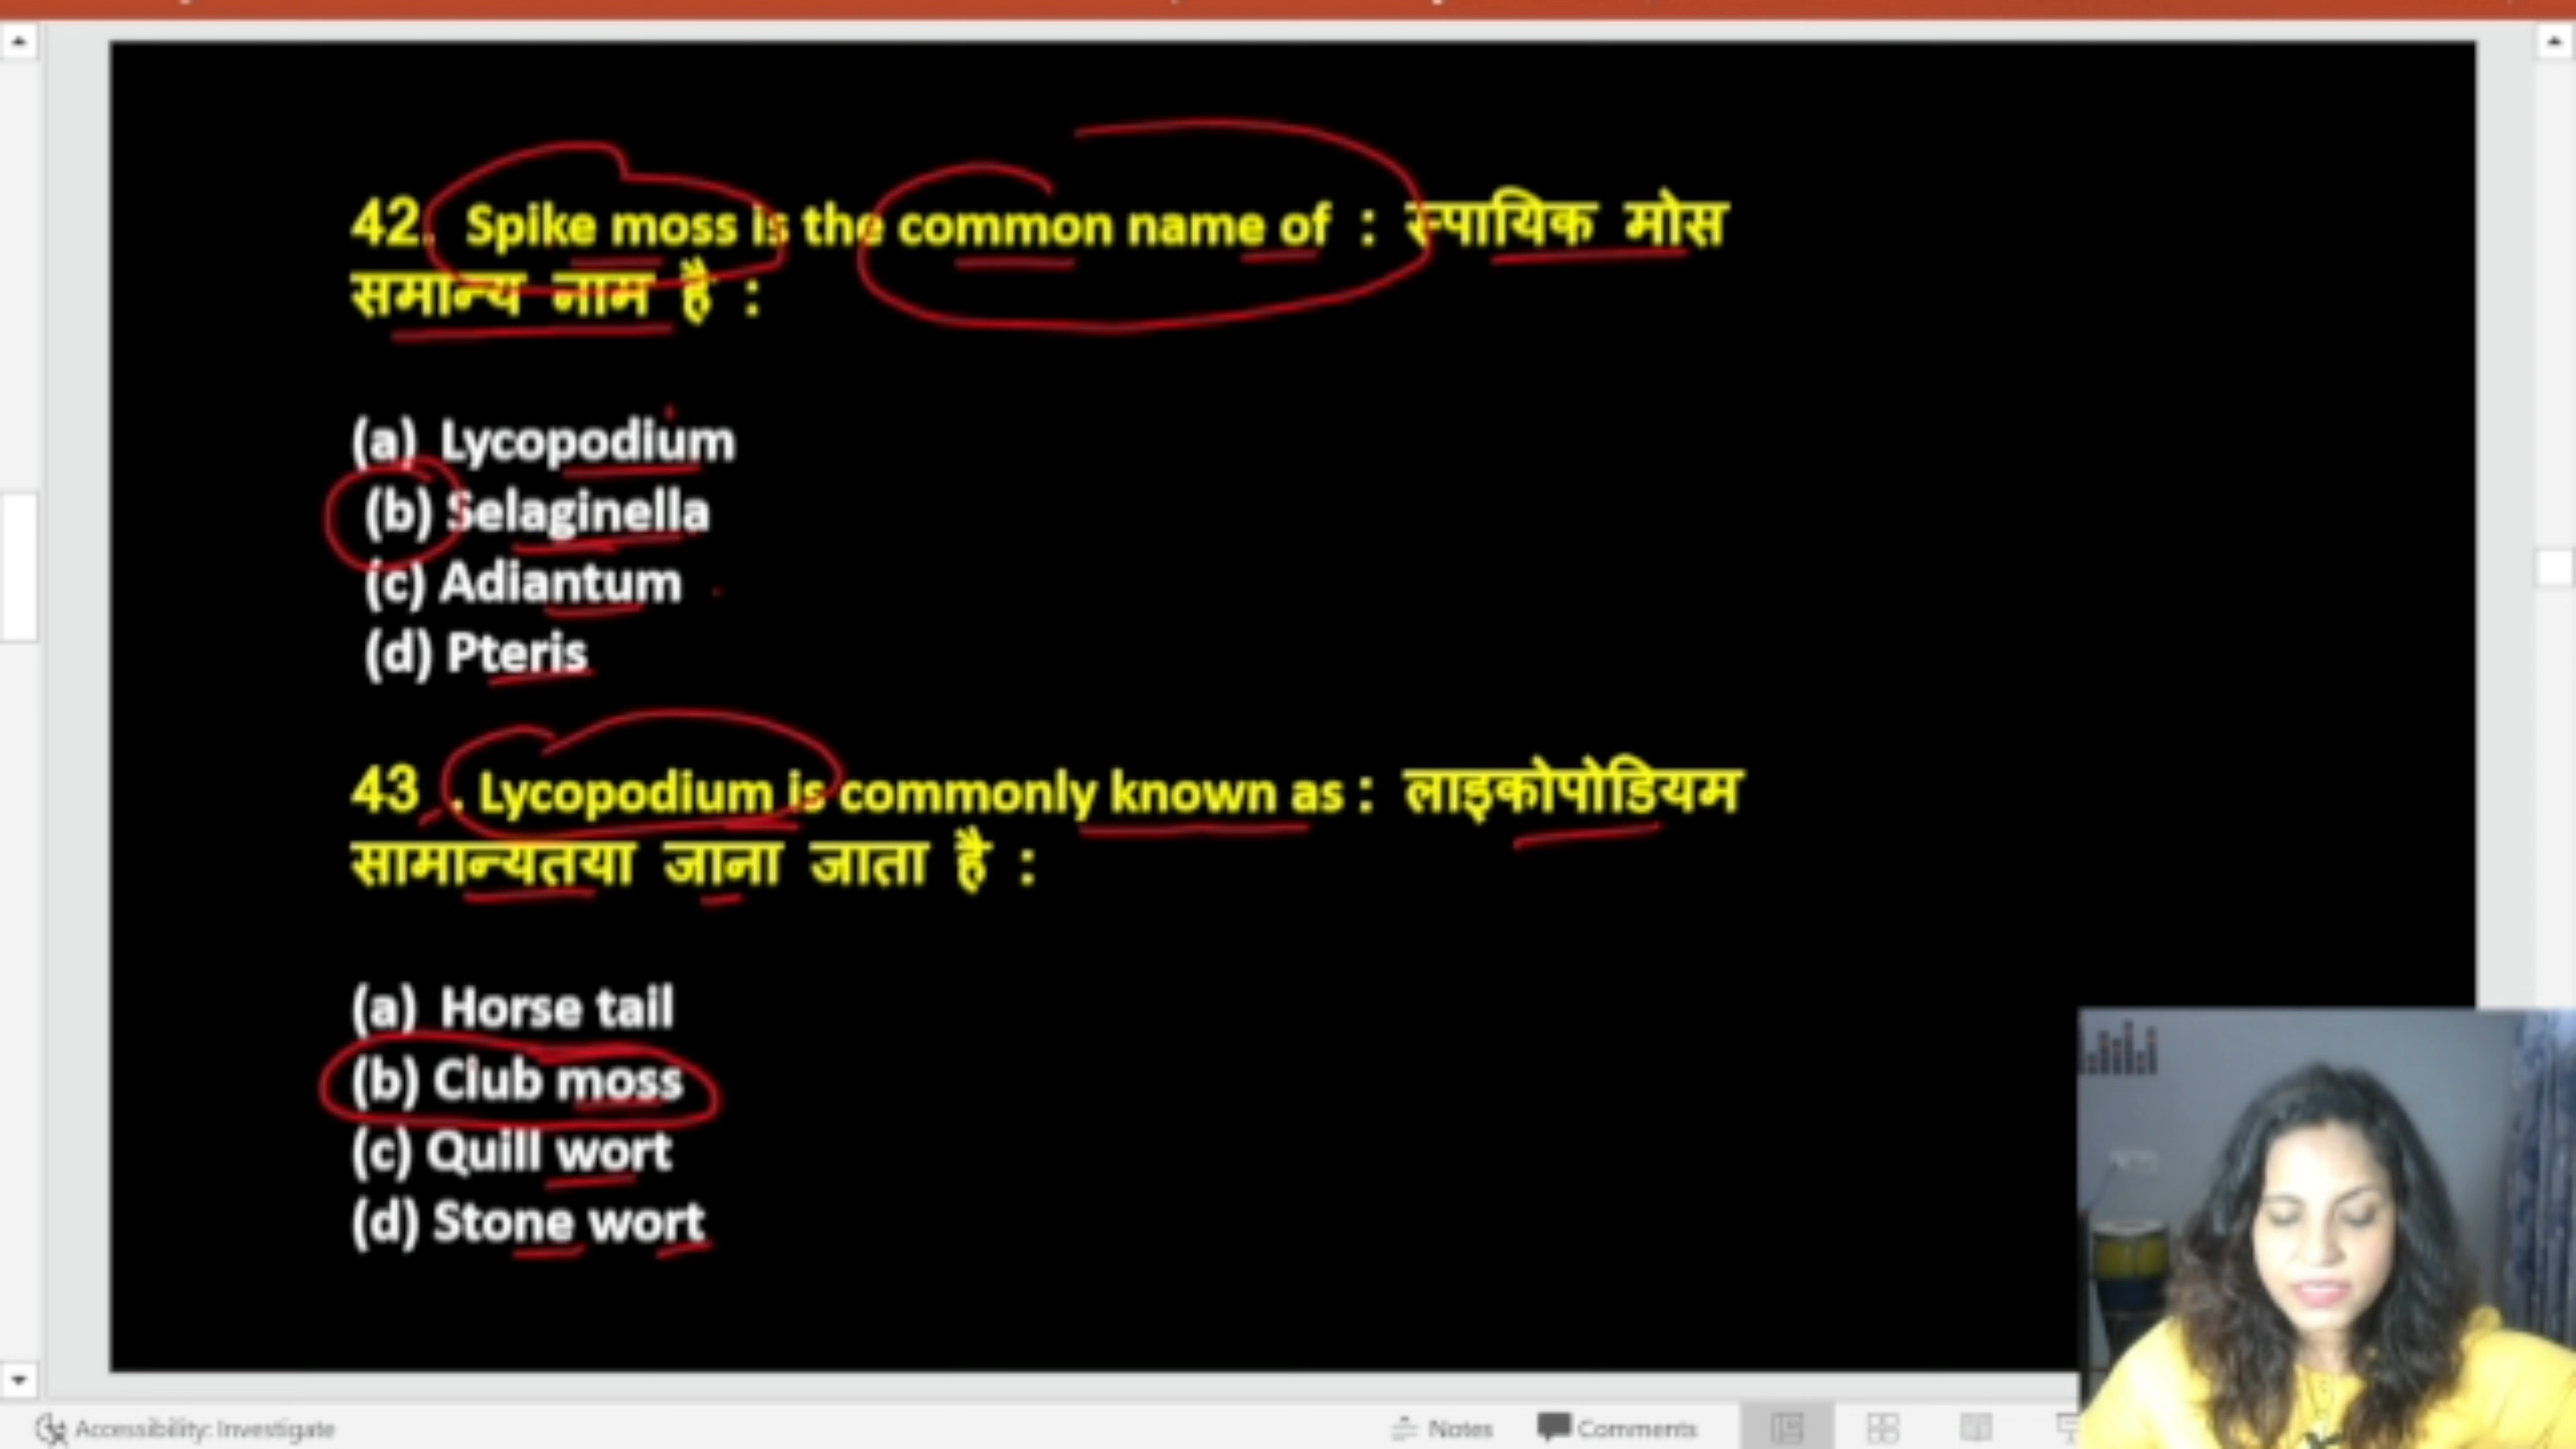 42. Spike moss is the common name of : स्पायिक मोस
समान्य नाम है :
(a) Lycopodium
(b) Selaginella
(c) Adiantum
(d) Pteris
43 . Lycopodium is commonly known as : लाइकोपोडियम
सामान्यतया जाना जाता है :
(a) Horse tail
(b) Club moss
(c) Quill wort
(d) Stone wort
Accessibility: Investigate
Notes Comments